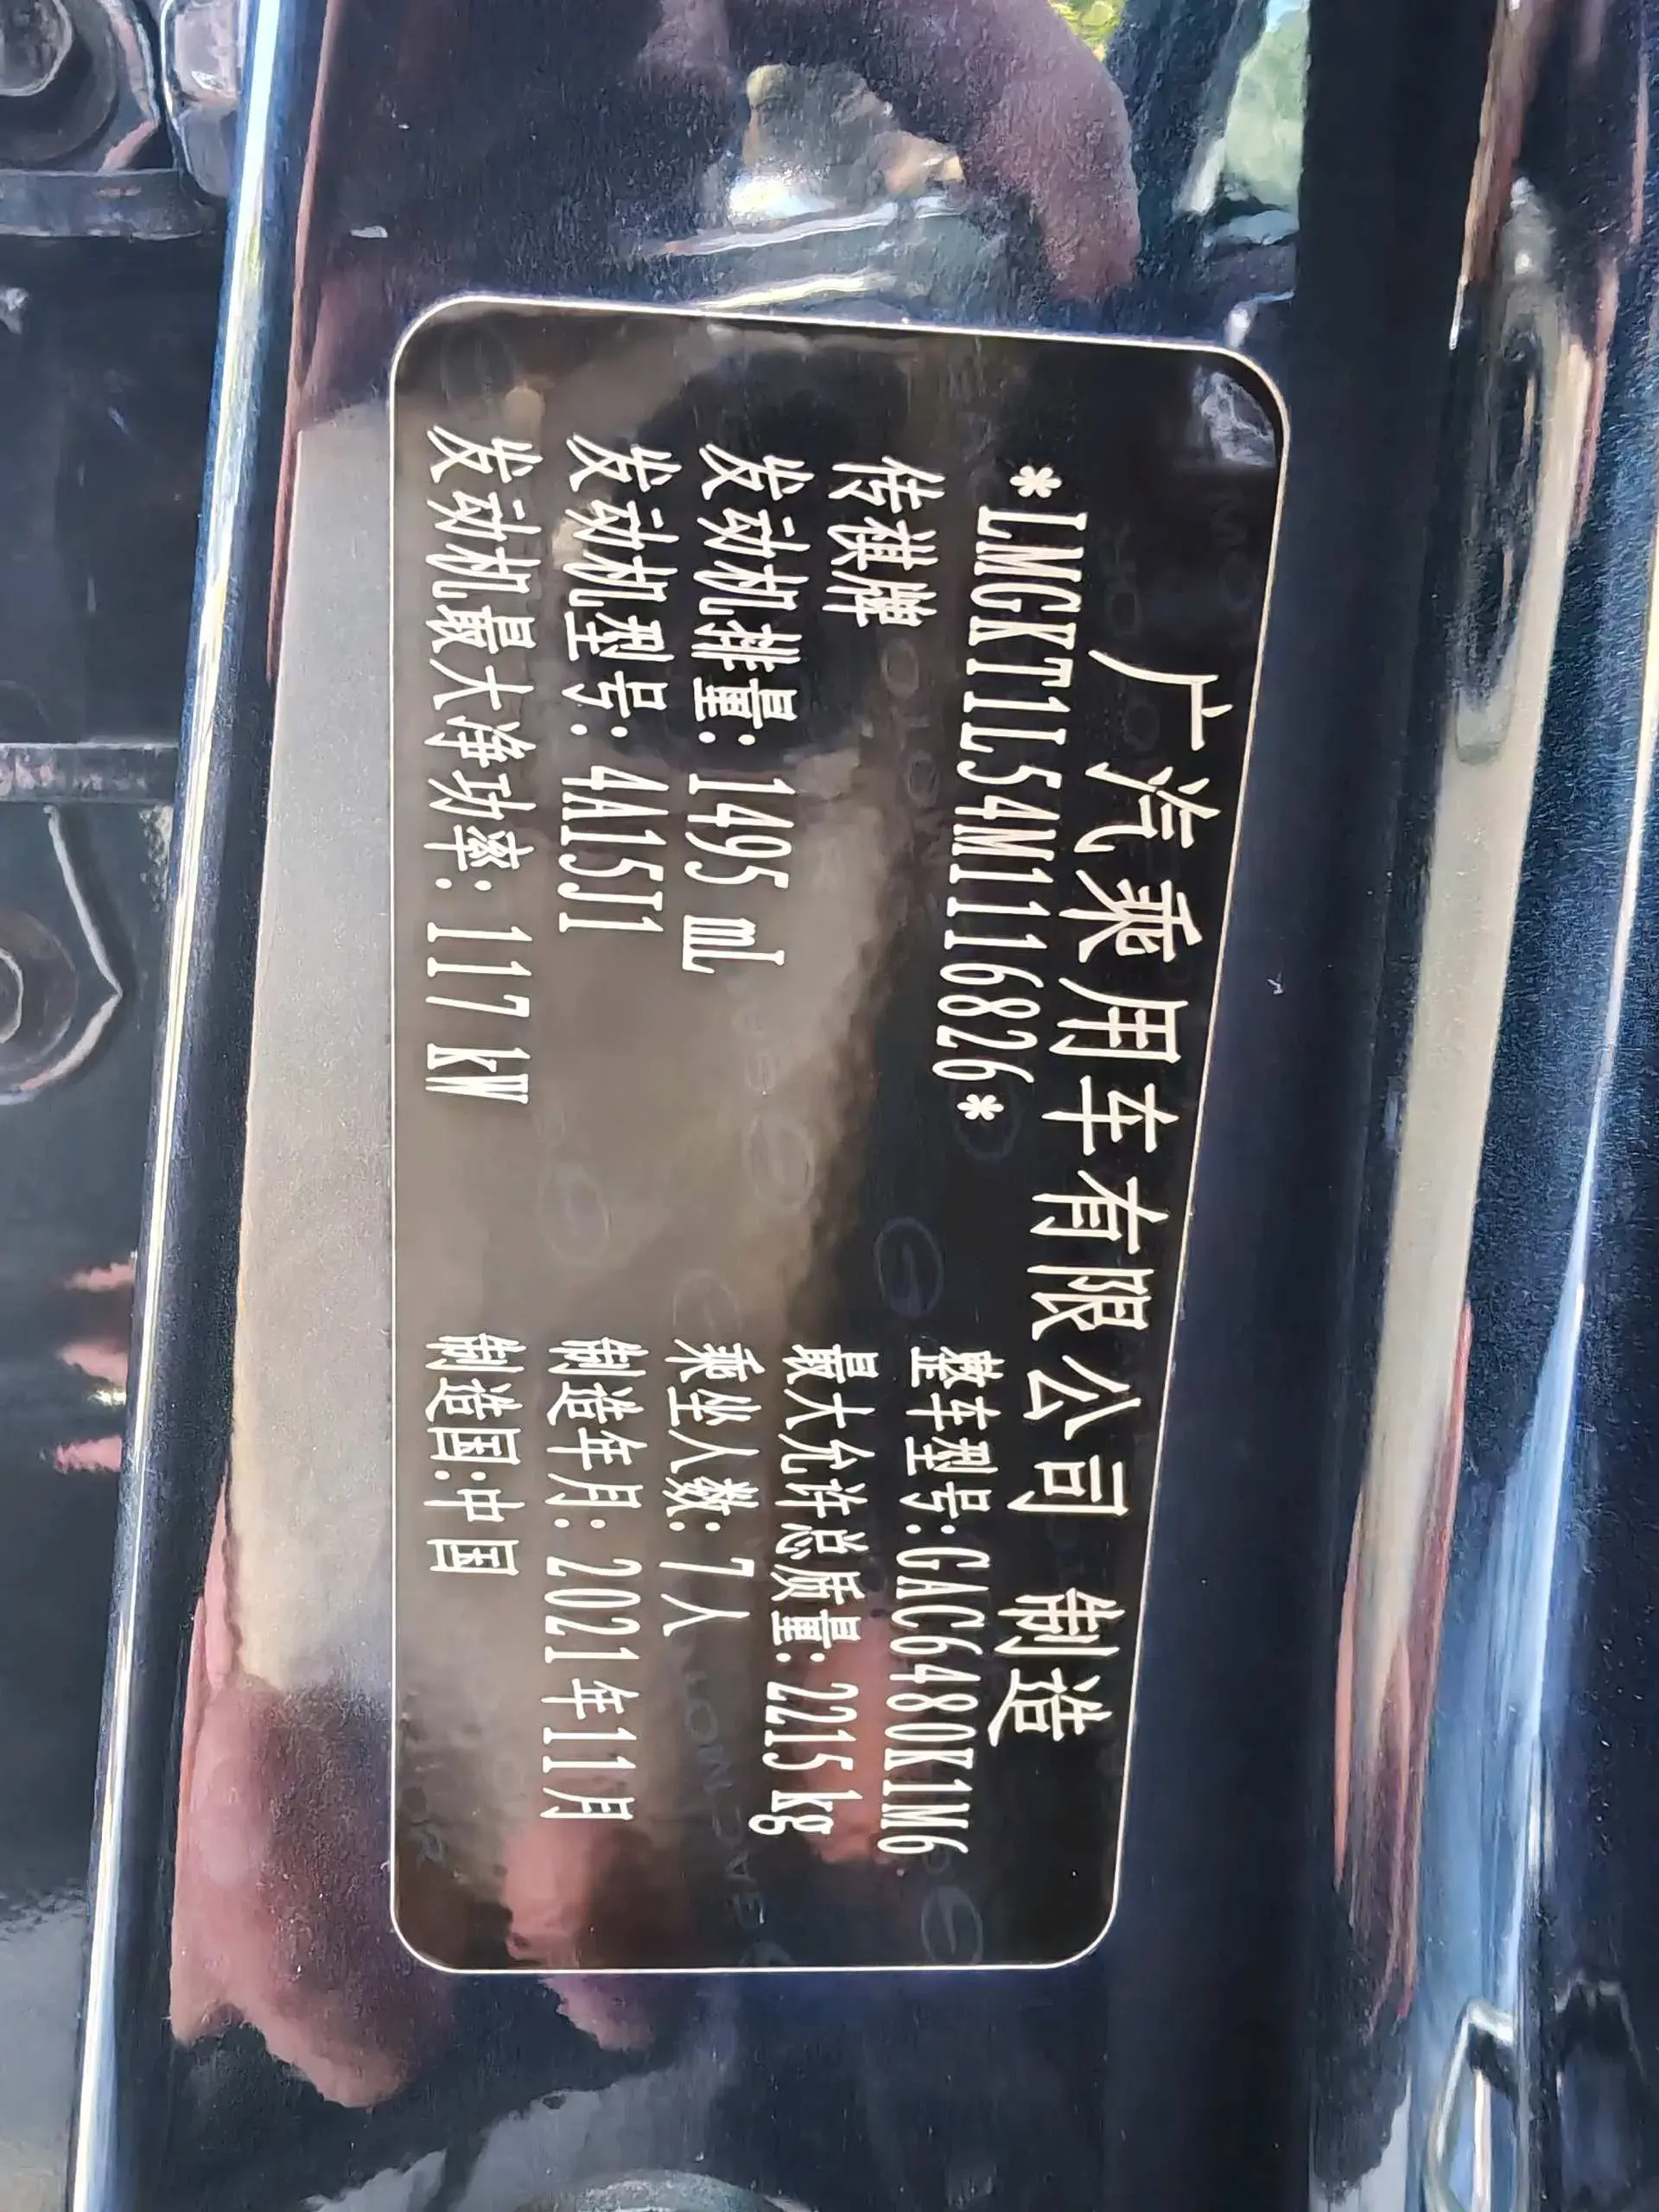 广汽乘用车有限公司 制造
*LMGKT1L54M1116826*
传祺牌
发动机排量: 1495 mL
发动机型号: 4A15J1
发动机最大净功率: 117 kW
整车型号:GAC6480K1M6
最大允许总质量: 2215 kg
乘坐人数: 7人
制造年月: 2021年11月
制造国:中国